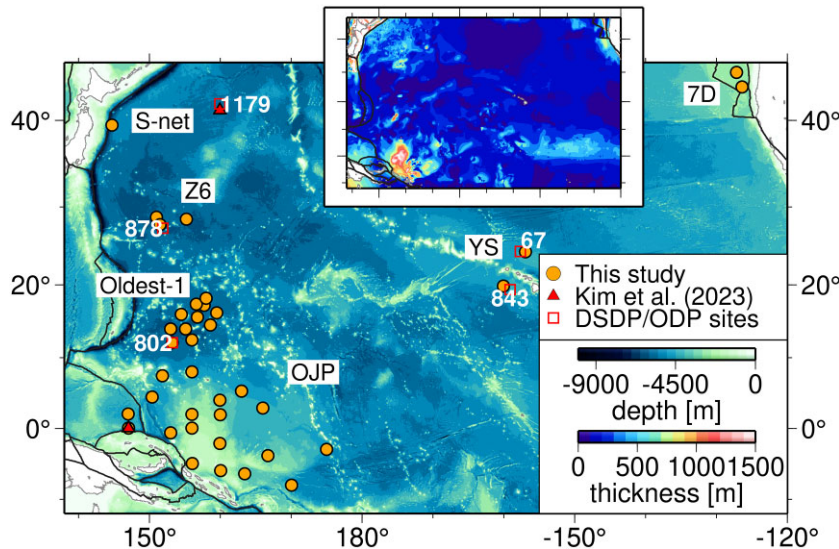 40°
20°
0°
150°
180°
-150°
-120°
S-net
1179
Z6
878
Oldest-1
802
OJP
YS
67
843
7D
This study
Kim et al. (2023)
DSDP/ODP sites
-9000 -4500 0
depth [m]
0 500 1000 1500
thickness [m]
40°
20°
0°